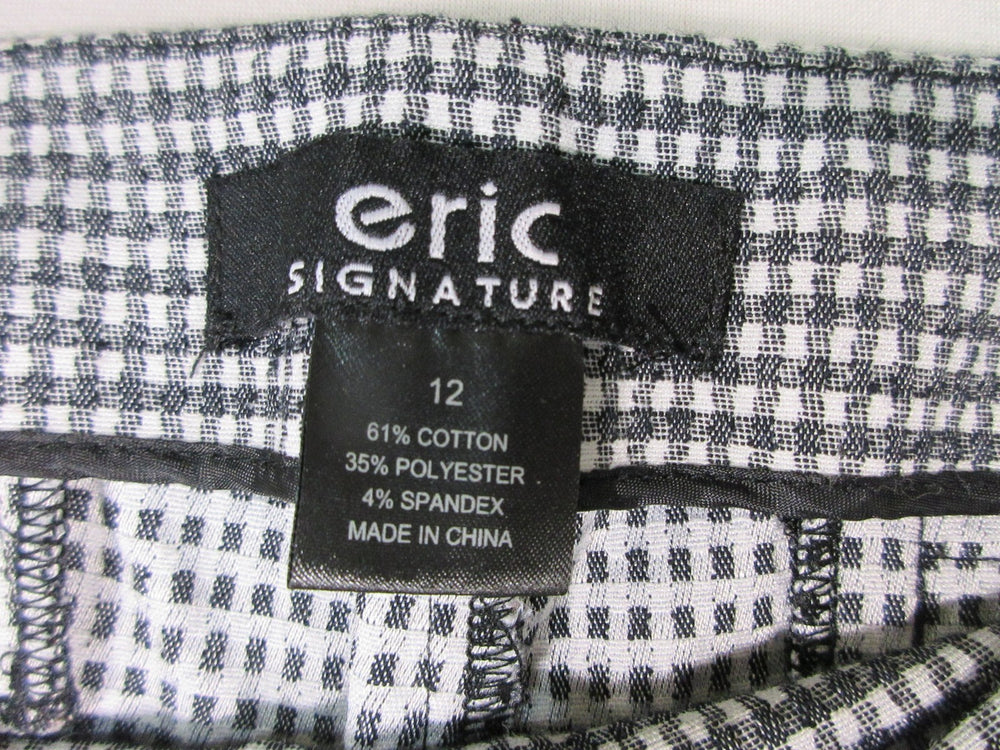 eric
SIGNATURE
12
61% COTTON
35% POLYESTER
4% SPANDEX
MADE IN CHINA